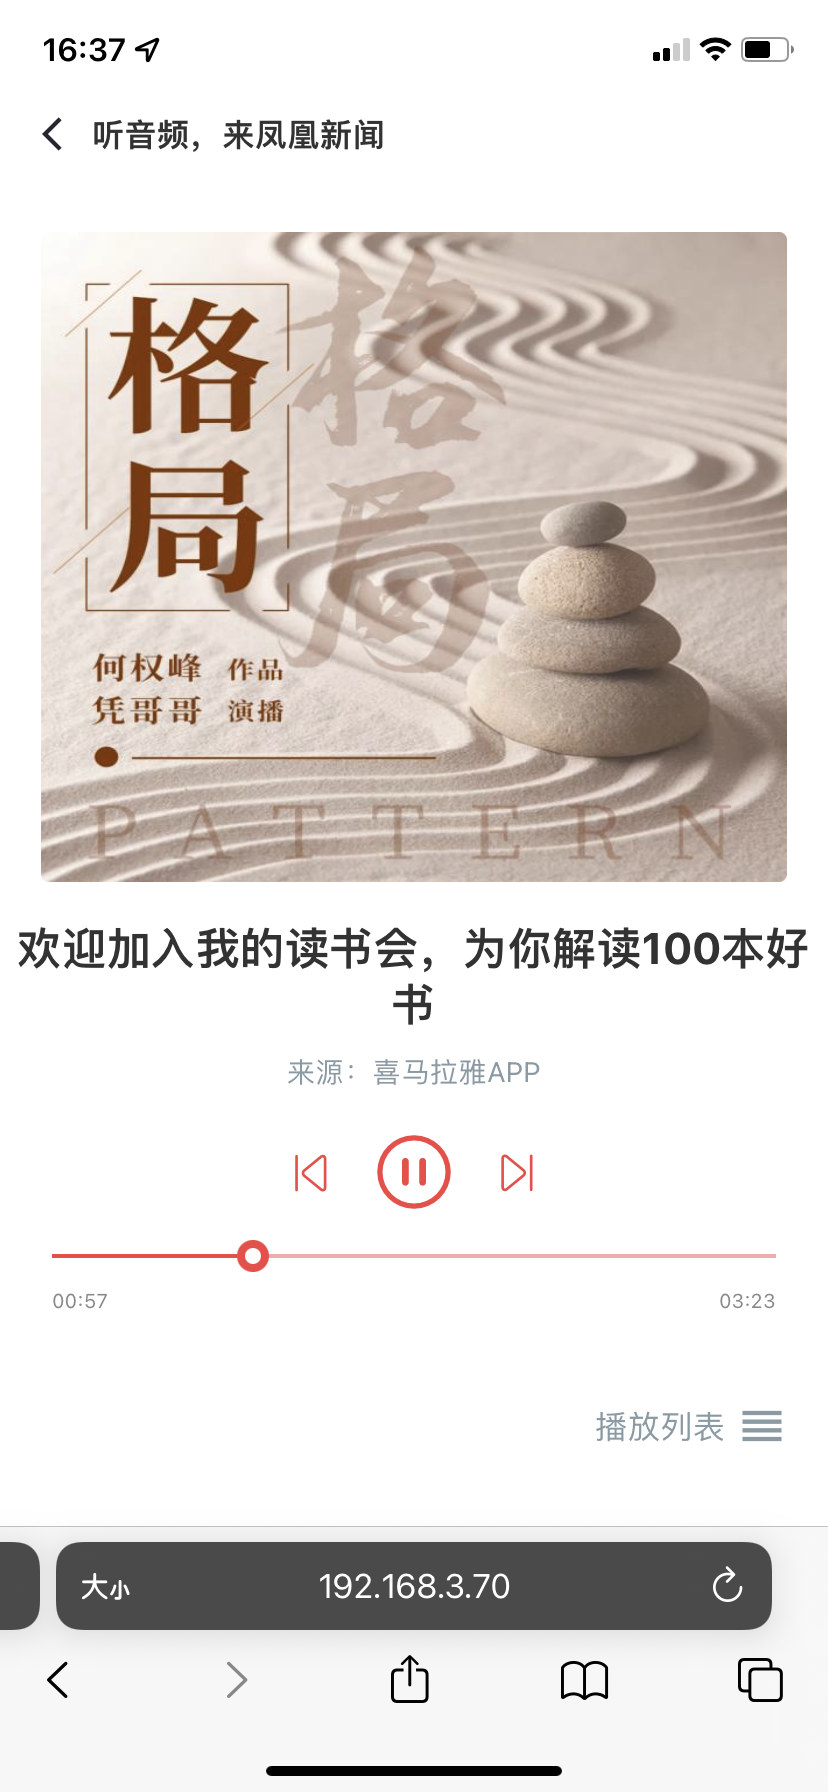 16:37
听音频，来凤凰新闻
格局
格局
何权峰 作品
凭哥哥 演播
PATTERN
欢迎加入我的读书会，为你解读100本好
书
来源：喜马拉雅APP
00:57
03:23
播放列表
大小 192.168.3.70